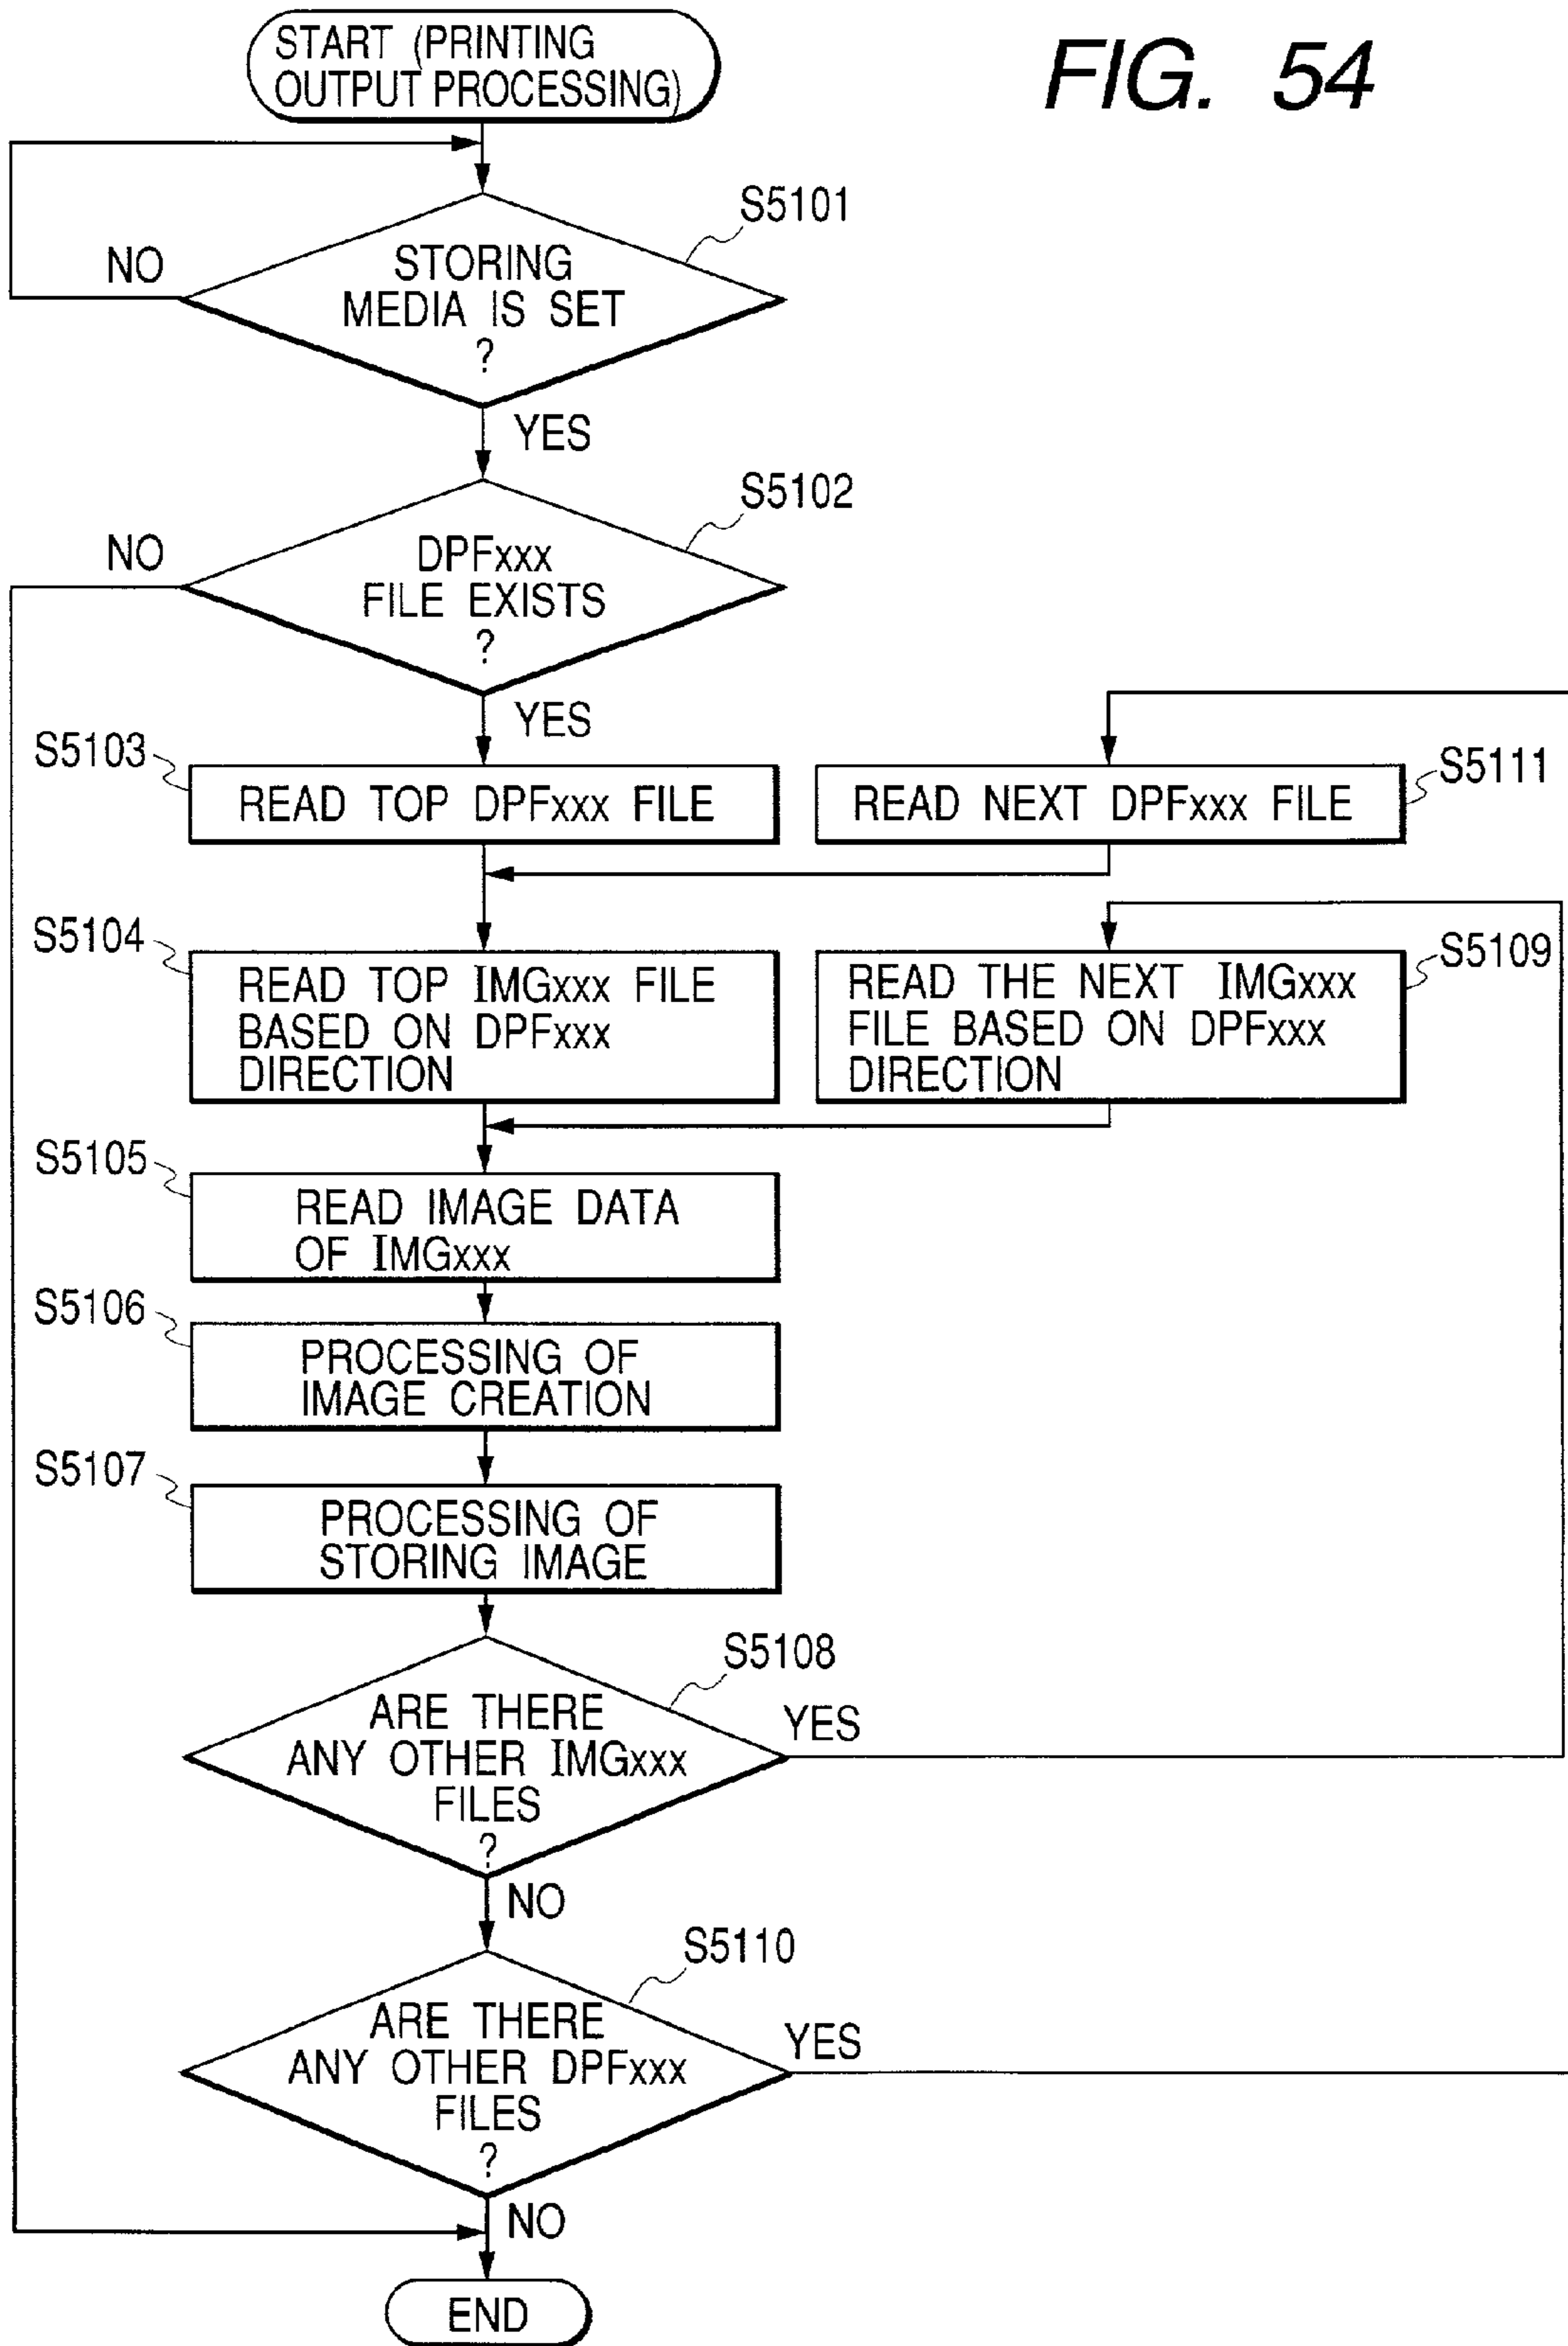 START (PRINTING
OUTPUT PROCESSING)
FIG. 54
S5101
NO
STORING
MEDIA IS SET
?
YES
S5102
NO
DPFxxx
FILE EXISTS
?
YES
S5103
READ TOP DPFxxx FILE
READ NEXT DPFxxx FILE
S5111
S5104
READ TOP IMGxxx FILE
BASED ON DPFxxx
DIRECTION
READ THE NEXT IMGxxx
FILE BASED ON DPFxxx
DIRECTION
S5109
S5105
READ IMAGE DATA
OF IMGxxx
S5106
PROCESSING OF
IMAGE CREATION
S5107
PROCESSING OF
STORING IMAGE
S5108
ARE THERE
ANY OTHER IMGxxx
FILES
?
YES
NO
S5110
ARE THERE
ANY OTHER DPFxxx
FILES
?
YES
NO
END